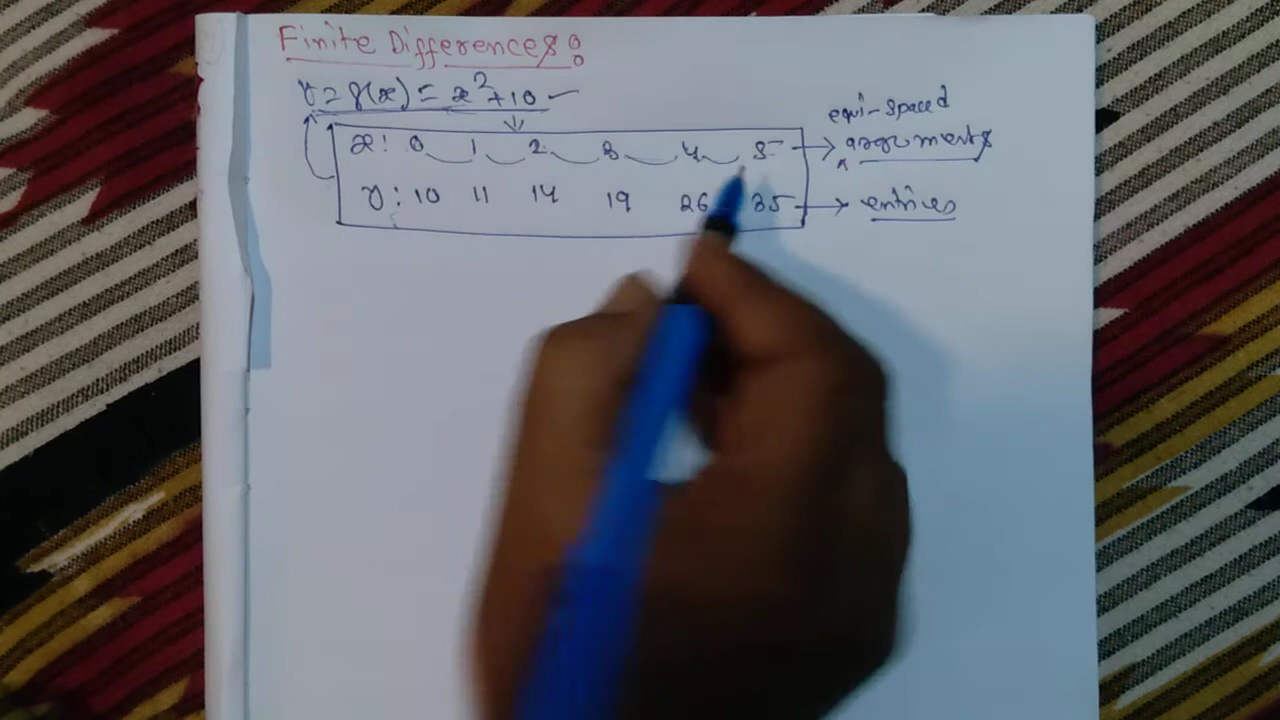 Finite Differences:
y = f(x) = x²+10
equi-spaced
x: 0 1 2 3 4 5 → arguments
y: 10 11 14 19 26 35 → entries